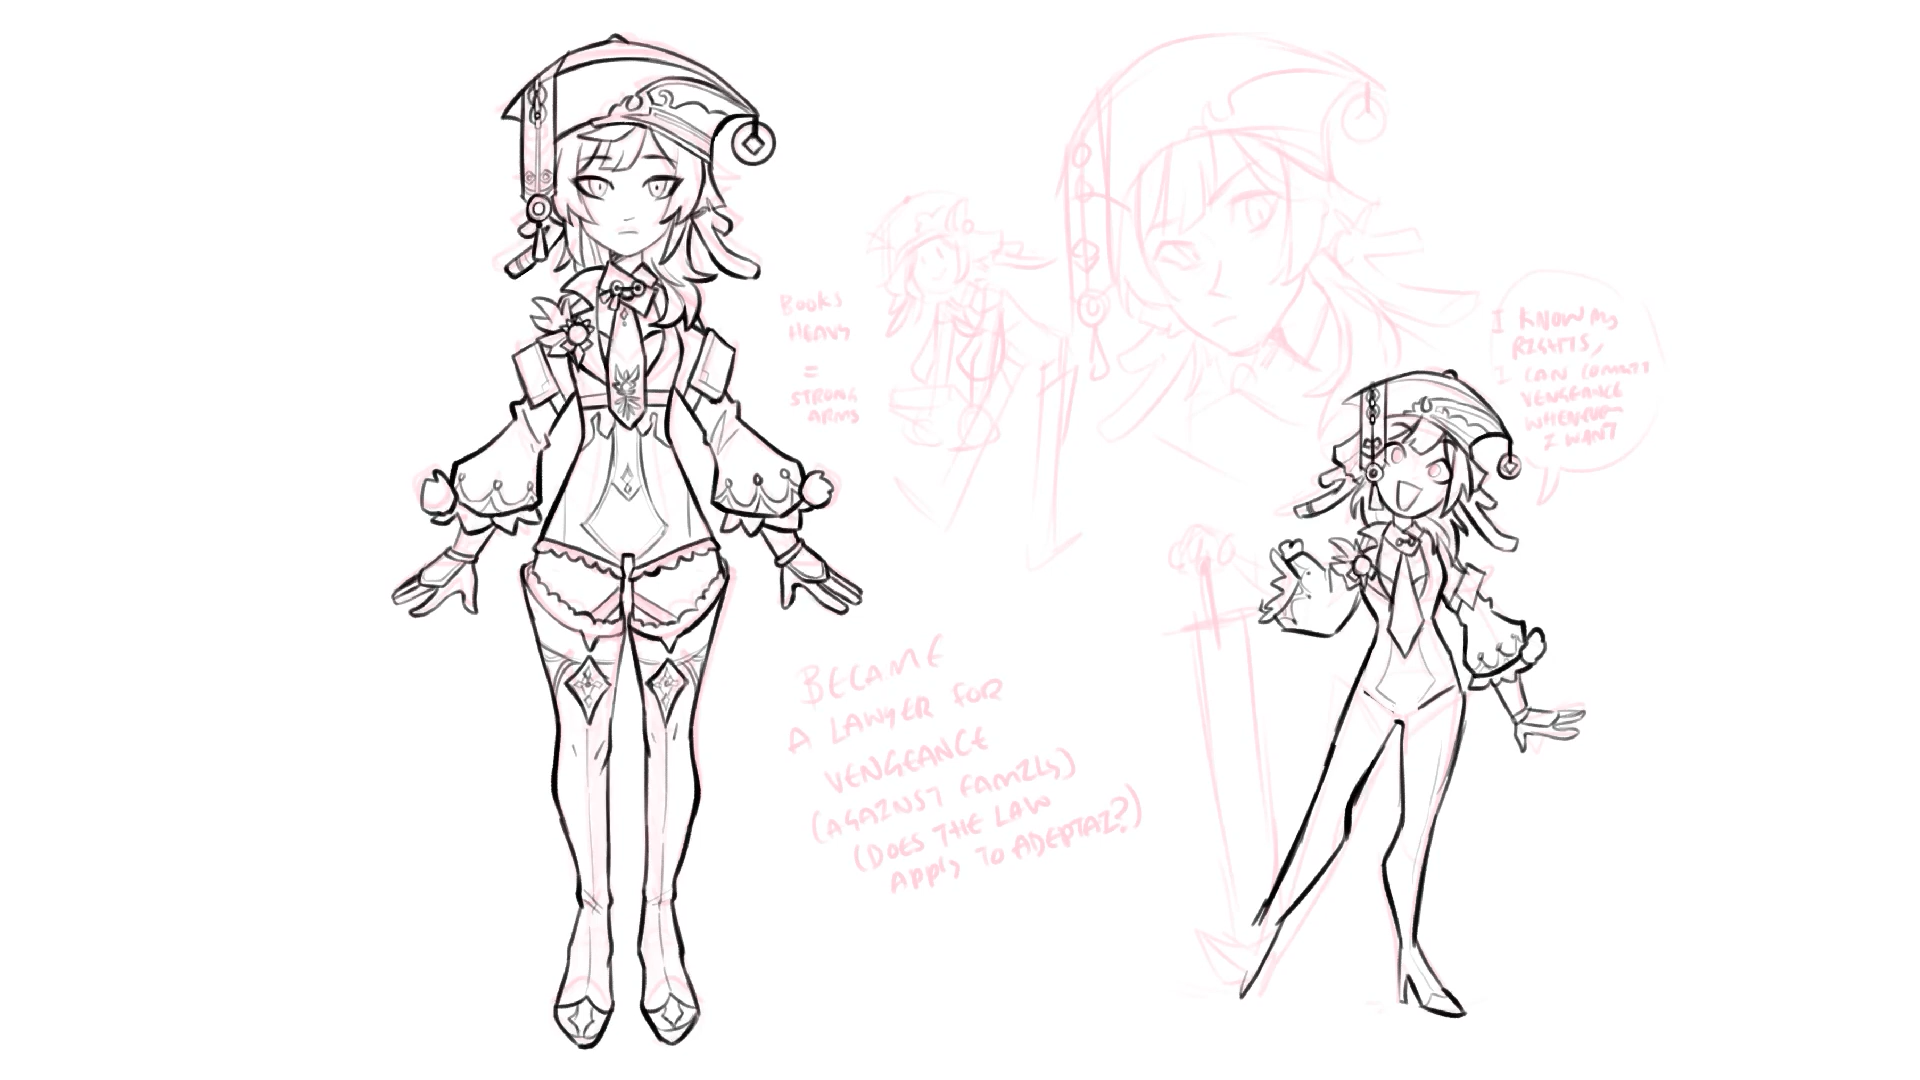 BOOKS
HEAVY
=
STRONG
ARMS
I KNOW MY
RIGHTS,
I CAN COMMIT
VENGEANCE
WHENEVER
I WANT
BECAME
A LAWYER FOR
VENGEANCE
(AGAINST FAMILY)
(DOES THE LAW
APPLY TO ADEPTAI?)